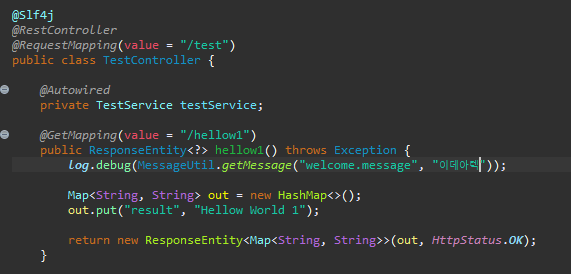 @Slf4j
@RestController
@RequestMapping(value = "/test")
public class TestController {
@Autowired
private TestService testService;
@GetMapping(value = "/hellow1")
public ResponseEntity<?> hellow1() throws Exception {
log.debug(MessageUtil.getMessage("welcome.message", "이데아텍"));
Map<String, String> out = new HashMap<>();
out.put("result", "Hellow World 1");
return new ResponseEntity<Map<String, String>>(out, HttpStatus.OK);
}